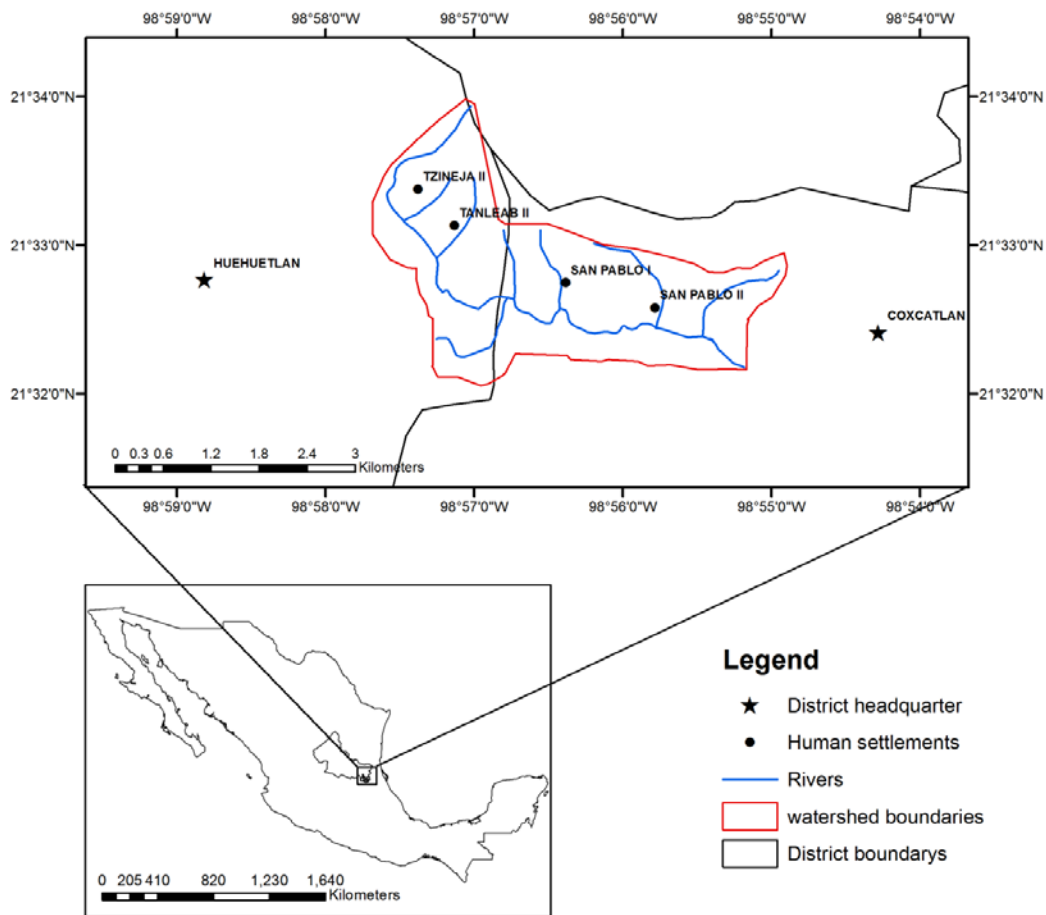 98°59'0"W 98°58'0"W 98°57'0"W 98°56'0"W 98°55'0"W 98°54'0"W
21°34'0"N 21°34'0"N
TZINEJA II
TANLEAB II
21°33'0"N 21°33'0"N
HUEHUETLAN
SAN PABLO I
SAN PABLO II
COXCATLAN
21°32'0"N 21°32'0"N
0 0.3 0.6 1.2 1.8 2.4 3
Kilometers
98°59'0"W 98°58'0"W 98°57'0"W 98°56'0"W 98°55'0"W 98°54'0"W
Legend
District headquarter
Human settlements
Rivers
watershed boundaries
District boundarys
0 205 410 820 1,230 1,640
Kilometers